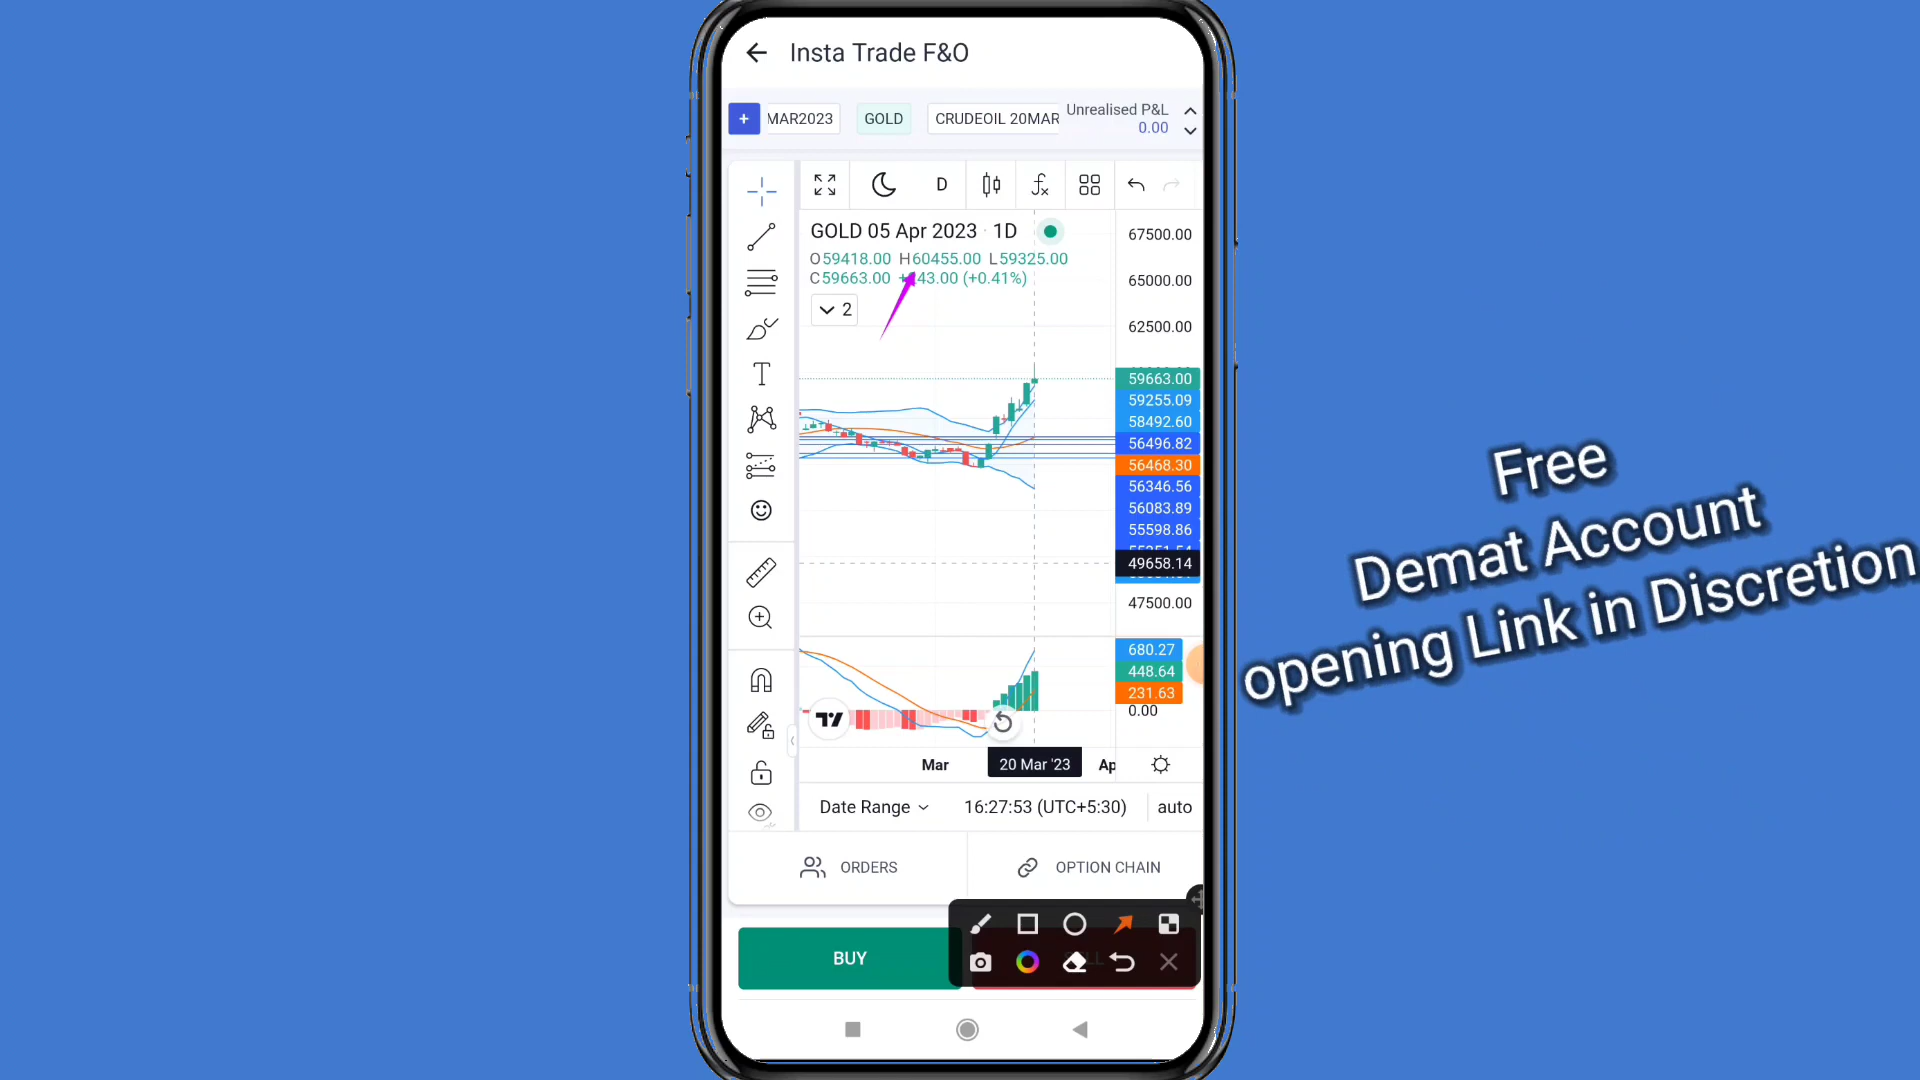 Insta Trade F&O
+
MAR2023
GOLD
CRUDEOIL 20MAR
Unrealised P&L
0.00
D
GOLD 05 Apr 2023 · 1D
O59418.00 H60455.00 L59325.00
C59663.00 43.00 (+0.41%)
2
67500.00
65000.00
62500.00
59663.00
59255.09
58492.60
56496.82
56468.30
56346.56
56083.89
55598.86
49658.14
47500.00
680.27
448.64
231.63
0.00
Mar
20 Mar '23
Ap
Date Range
16:27:53 (UTC+5:30)
auto
ORDERS
OPTION CHAIN
BUY
Free
Demat Account
opening Link in Discretion